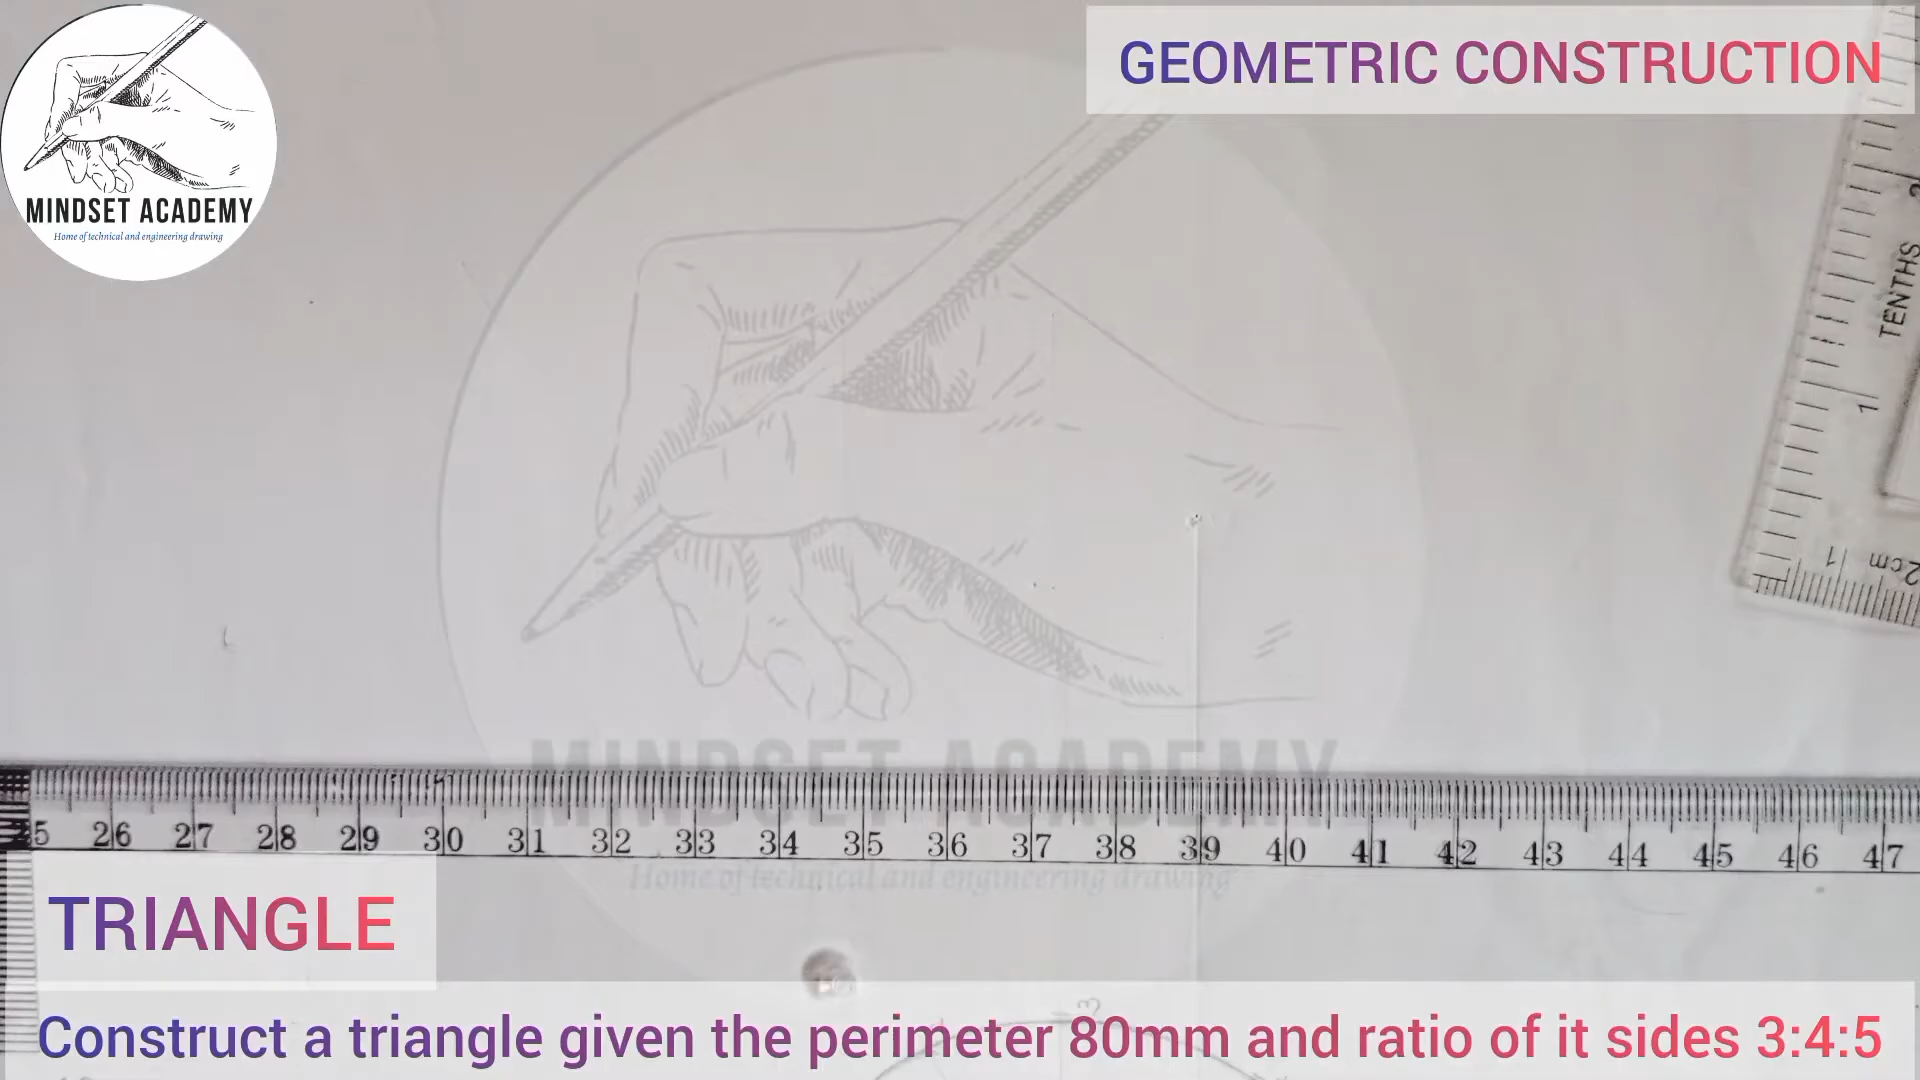 GEOMETRIC CONSTRUCTION
MINDSET ACADEMY
Home of technical and engineering drawing
2
TENTHS
1
1 2cm
MINDSET ACADEMY
25 26 27 28 29 30 31 32 33 34 35 36 37 38 39 40 41 42 43 44 45 46 47
Home of technical and engineering drawing
TRIANGLE
3
Construct a triangle given the perimeter 80mm and ratio of it sides 3:4:5